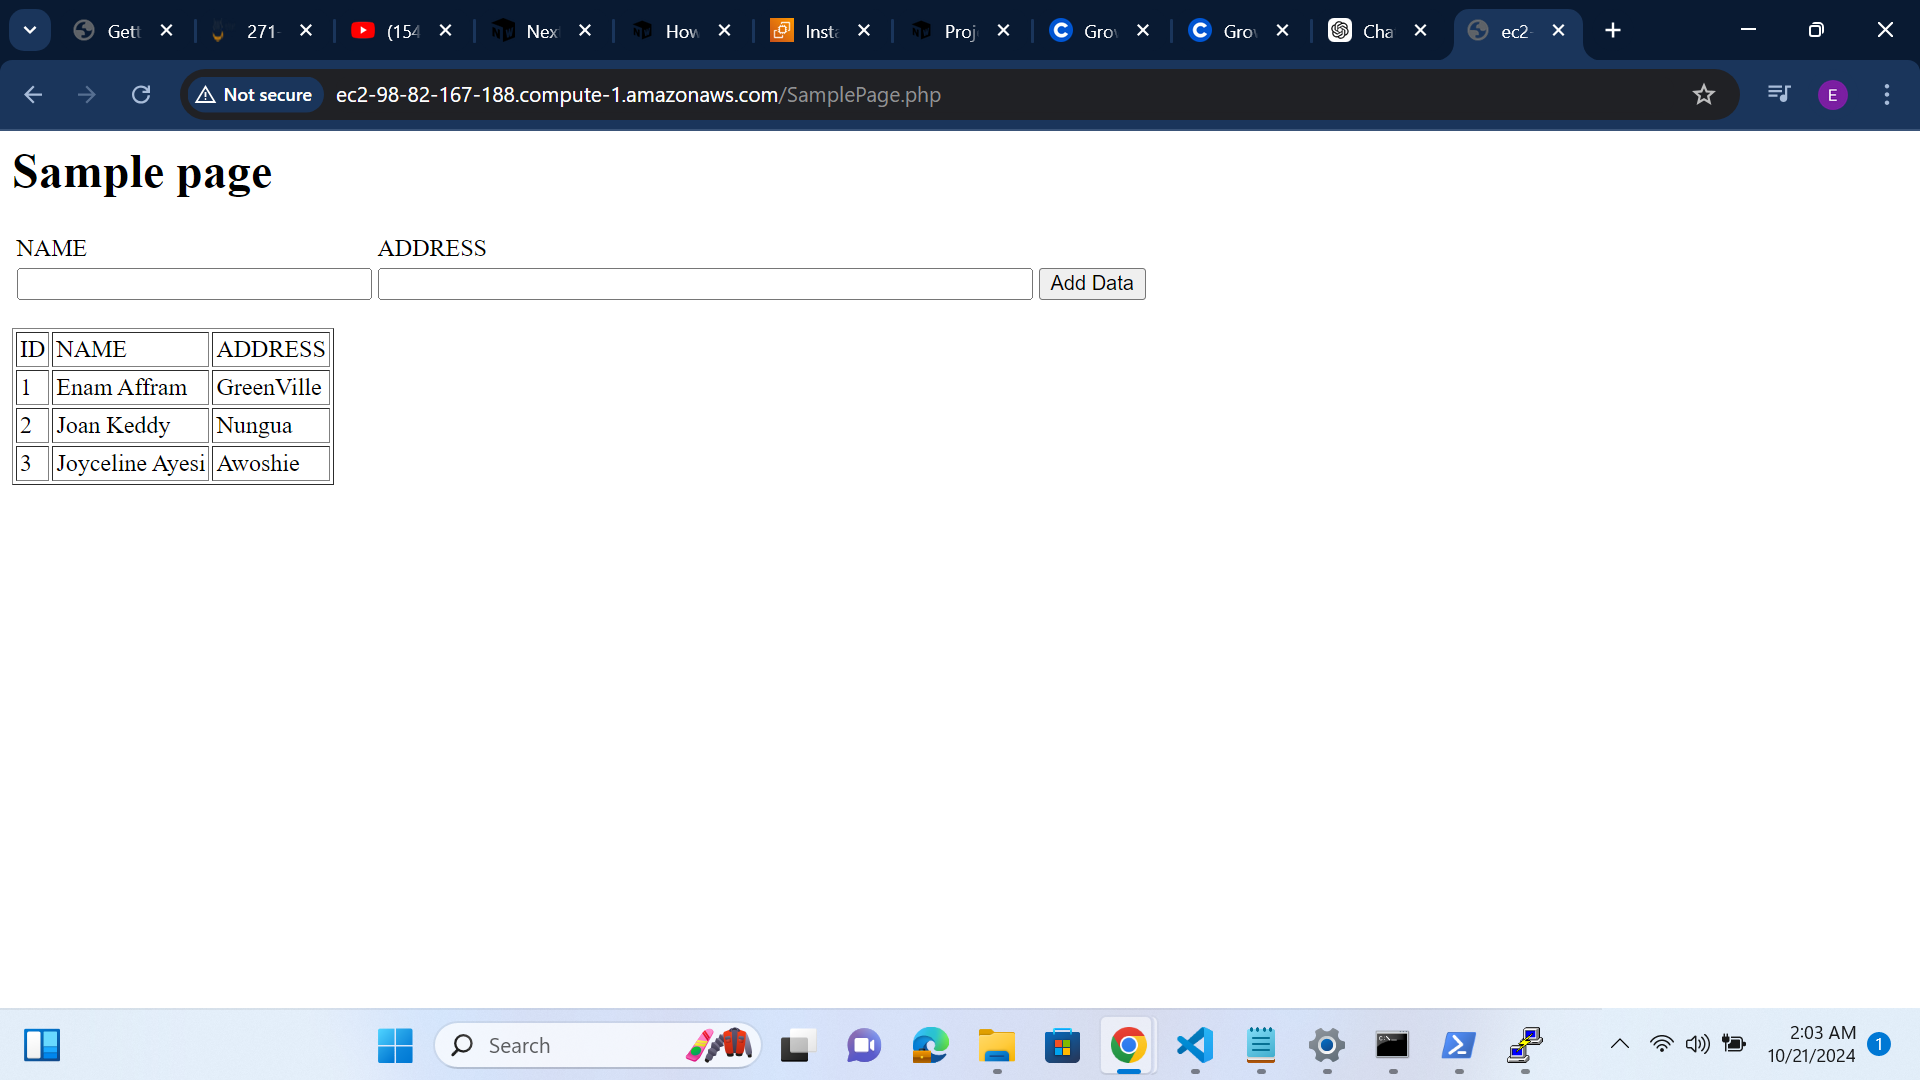 Gett
271-
(154
Nex
How
Inst
Proj
Gro
Gro
Cha
ec2-
Not secure
ec2-98-82-167-188.compute-1.amazonaws.com/SamplePage.php
E
Sample page
NAME ADDRESS
Add Data
ID NAME ADDRESS
1 Enam Affram GreenVille
2 Joan Keddy Nungua
3 Joyceline Ayesi Awoshie
Search
2:03 AM
10/21/2024
1